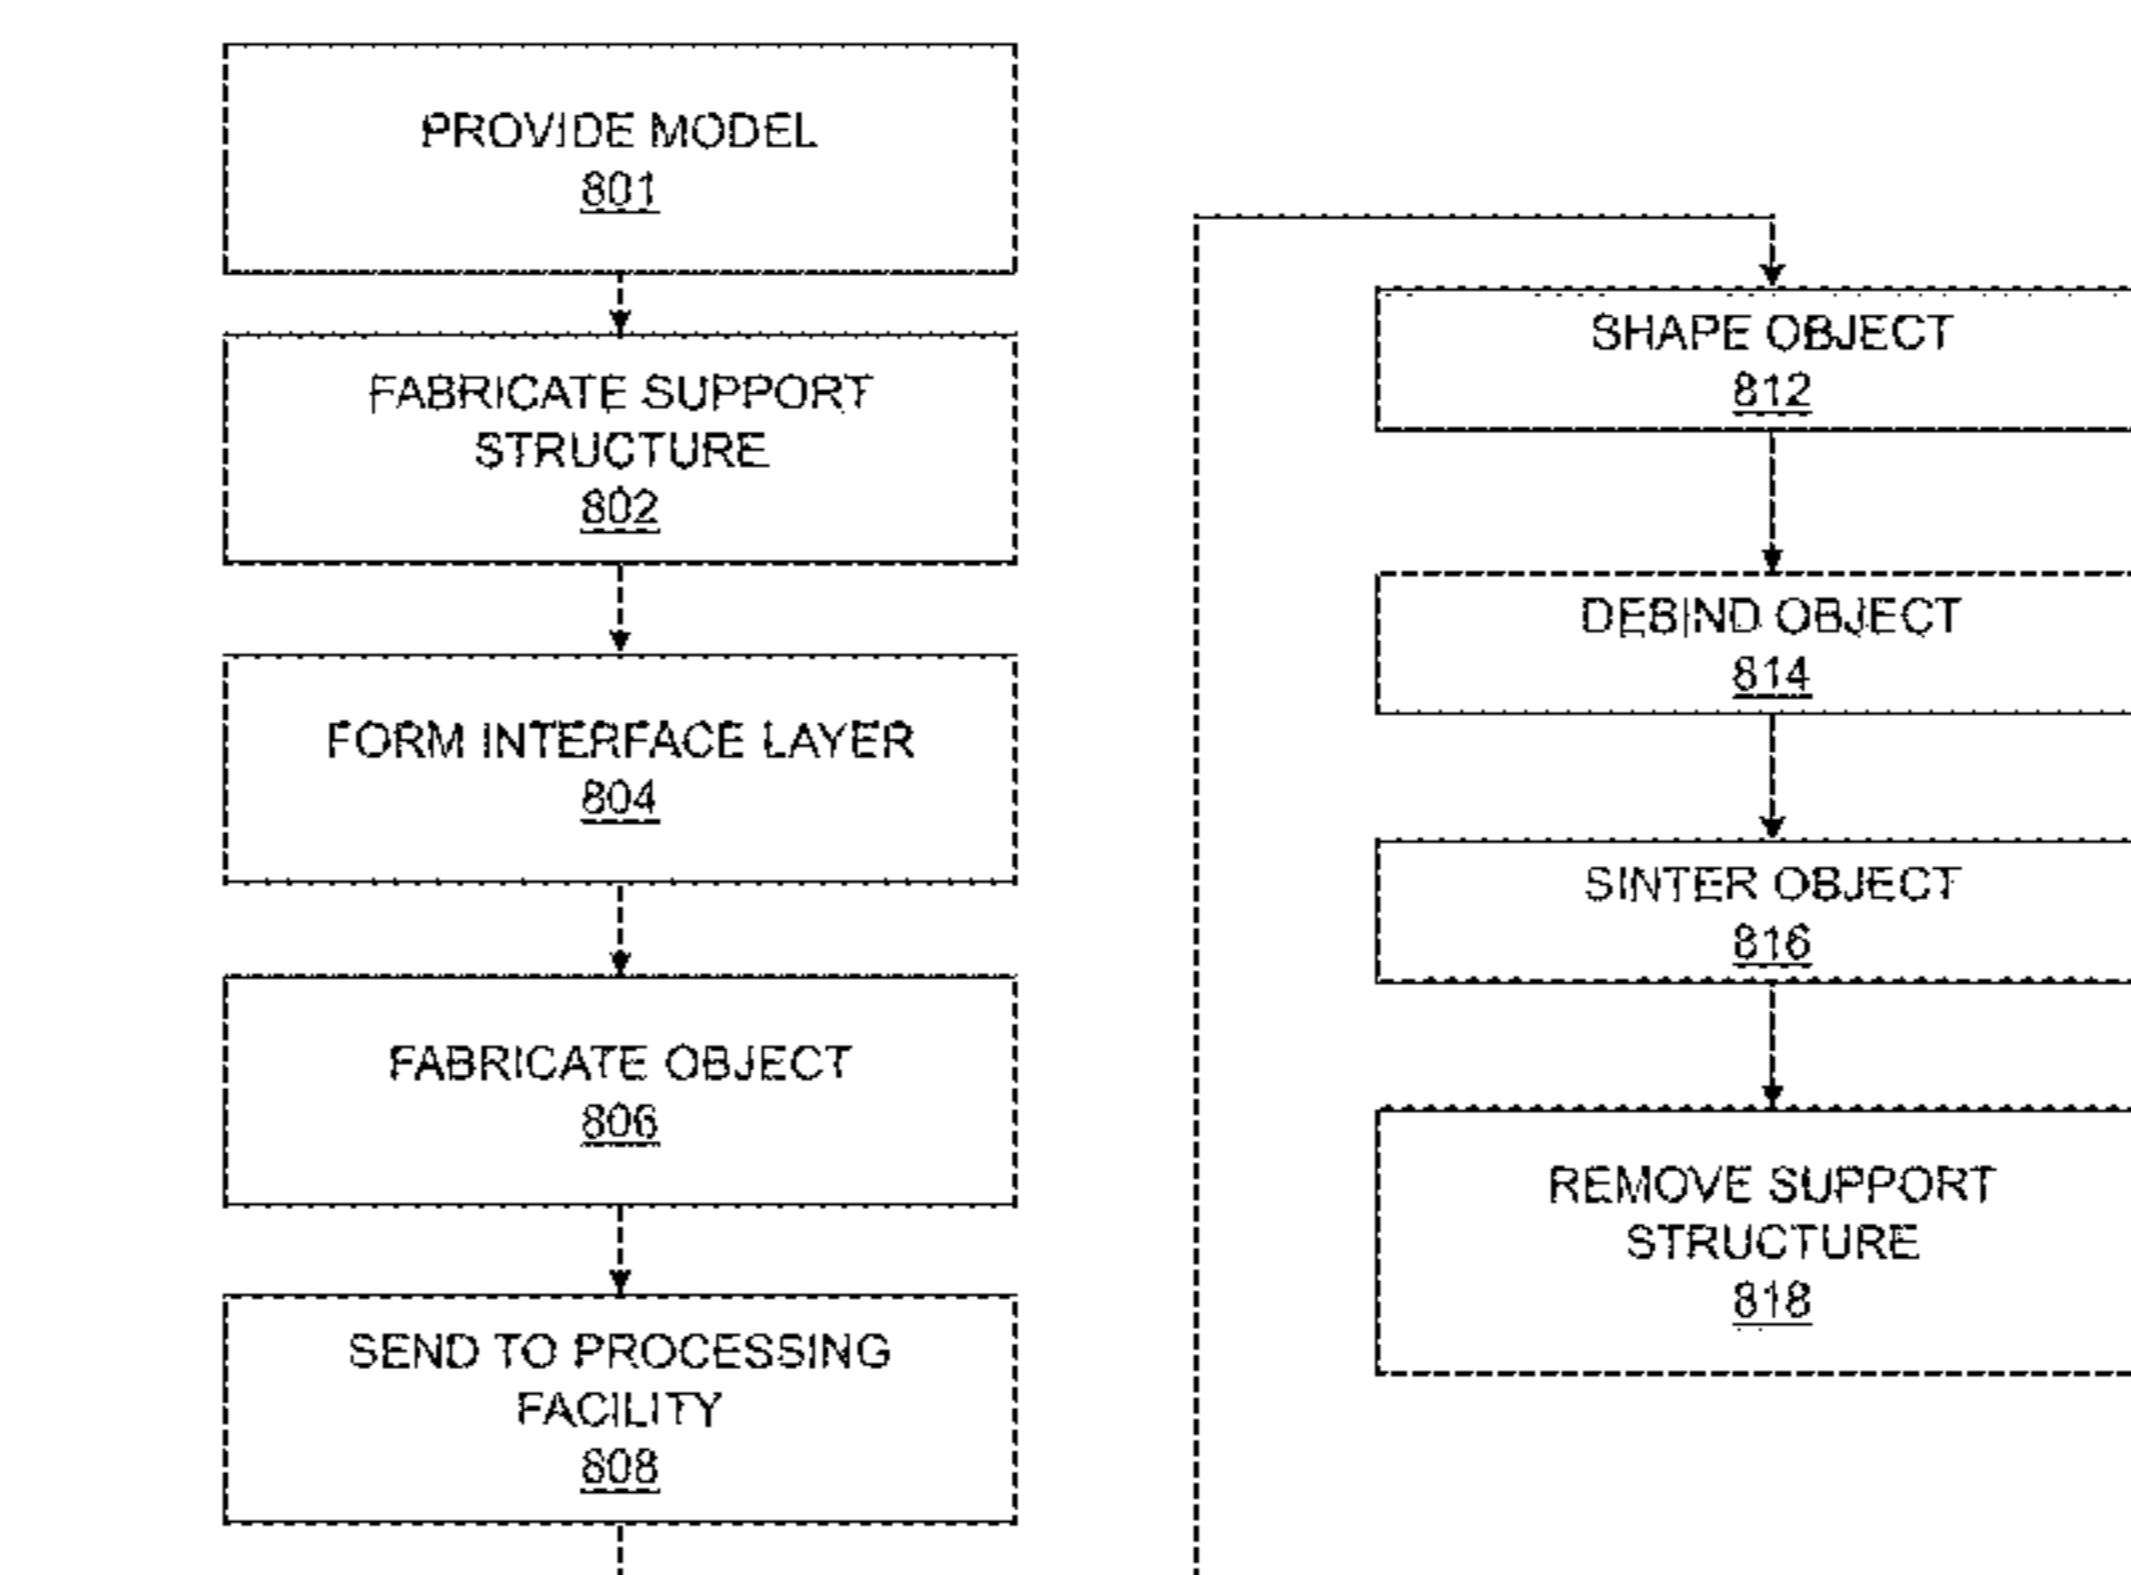 PROVIDE MODEL
801
FABRICATE SUPPORT
STRUCTURE
802
FORM INTERFACE LAYER
804
FABRICATE OBJECT
806
SEND TO PROCESSING
FACILITY
808
SHAPE OBJECT
812
DEBIND OBJECT
814
SINTER OBJECT
816
REMOVE SUPPORT
STRUCTURE
818